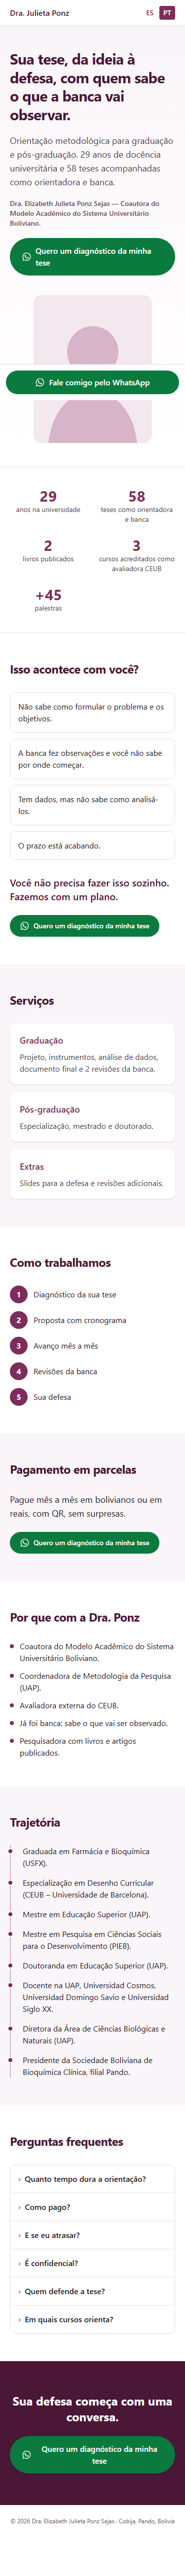 Dra. Julieta Ponz
ES
PT
Sua tese, da ideia à
defesa, com quem sabe
o que a banca vai
observar.
Orientação metodológica para graduação
e pós-graduação. 29 anos de docência
universitária e 58 teses acompanhadas
como orientadora e banca.
Dra. Elizabeth Julieta Ponz Sejas — Coautora do
Modelo Acadêmico do Sistema Universitário
Boliviano.
Quero um diagnóstico da minha
tese
Fale comigo pelo WhatsApp
29
anos na universidade
58
teses como orientadora
e banca
2
livros publicados
3
cursos acreditados como
avaliadora CEUB
+45
palestras
Isso acontece com você?
Não sabe como formular o problema e os
objetivos.
A banca fez observações e você não sabe
por onde começar.
Tem dados, mas não sabe como analisá-
los.
O prazo está acabando.
Você não precisa fazer isso sozinho.
Fazemos com um plano.
Quero um diagnóstico da minha tese
Serviços
Graduação
Projeto, instrumentos, análise de dados,
documento final e 2 revisões da banca.
Pós-graduação
Especialização, mestrado e doutorado.
Extras
Slides para a defesa e revisões adicionais.
Como trabalhamos
1 Diagnóstico da sua tese
2 Proposta com cronograma
3 Avanço mês a mês
4 Revisões da banca
5 Sua defesa
Pagamento em parcelas
Pague mês a mês em bolivianos ou em
reais, com QR, sem surpresas.
Quero um diagnóstico da minha tese
Por que com a Dra. Ponz
Coautora do Modelo Acadêmico do Sistema
Universitário Boliviano.
Coordenadora de Metodologia da Pesquisa
(UAP).
Avaliadora externa do CEUB.
Já foi banca: sabe o que vai ser observado.
Pesquisadora com livros e artigos
publicados.
Trajetória
Graduada em Farmácia e Bioquímica
(USFX).
Especialização em Desenho Curricular
(CEUB – Universidade de Barcelona).
Mestre em Educação Superior (UAP).
Mestre em Pesquisa em Ciências Sociais
para o Desenvolvimento (PIEB).
Doutoranda em Educação Superior (UAP).
Docente na UAP, Universidad Cosmos,
Universidad Domingo Savio e Universidad
Siglo XX.
Diretora da Área de Ciências Biológicas e
Naturais (UAP).
Presidente da Sociedade Boliviana de
Bioquímica Clínica, filial Pando.
Perguntas frequentes
› Quanto tempo dura a orientação?
› Como pago?
› E se eu atrasar?
› É confidencial?
› Quem defende a tese?
› Em quais cursos orienta?
Sua defesa começa com uma
conversa.
Quero um diagnóstico da minha
tese
© 2026 Dra. Elizabeth Julieta Ponz Sejas · Cobija, Pando, Bolivia